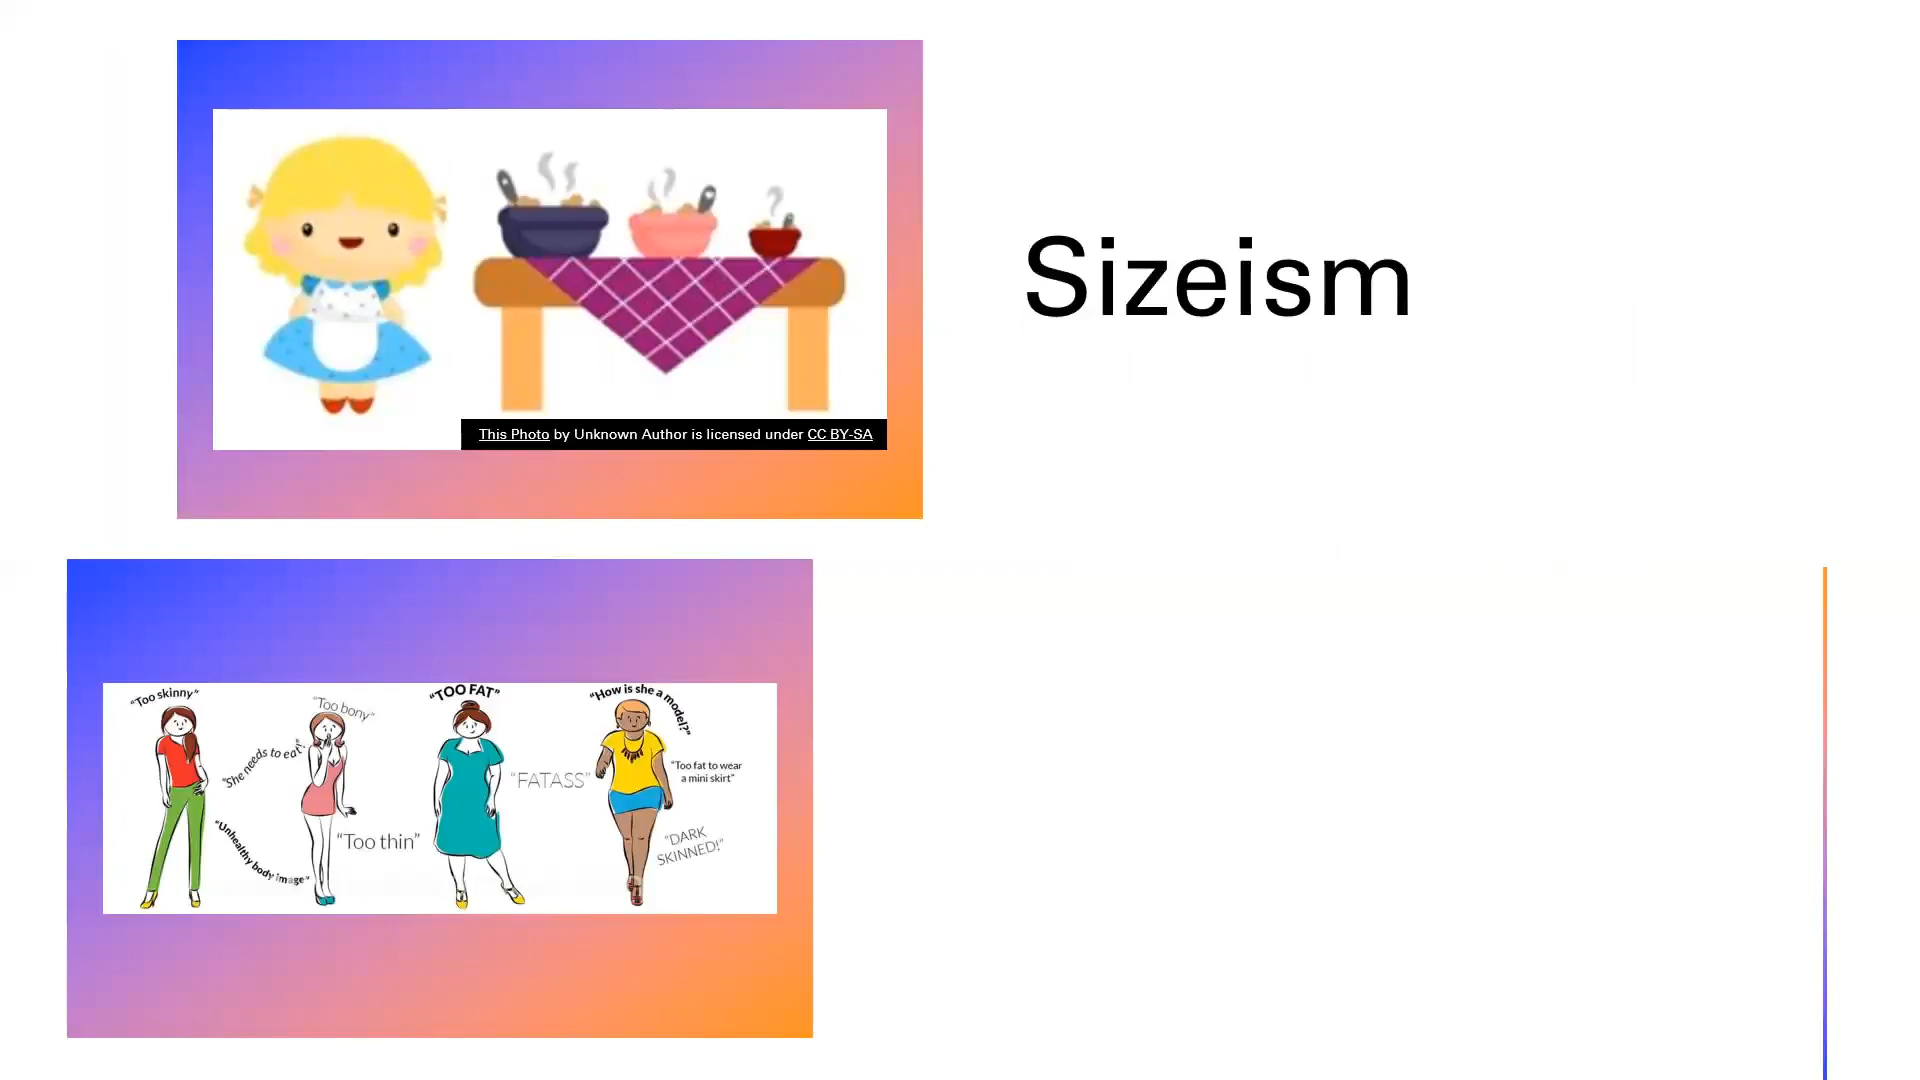 Sizeism
This Photo by Unknown Author is licensed under CC BY-SA
"Too skinny"
"Too bony"
"She needs to eat!"
"Unhealthy body image"
"Too thin"
"TOO FAT"
"FATASS"
"How is she a model?"
"Too fat to wear
a mini skirt"
"DARK
SKINNED!"